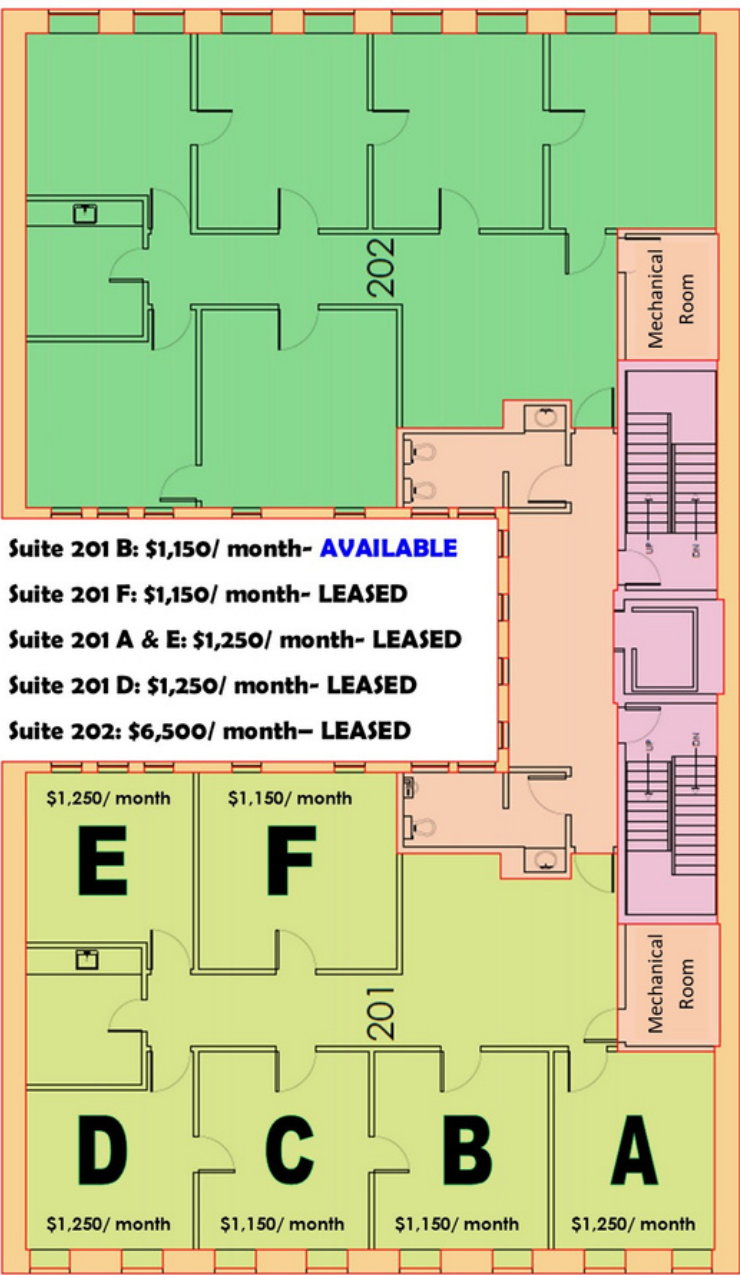 202
Mechanical
Room
UP
DN
Suite 201 B: $1,150/ month- AVAILABLE
Suite 201 F: $1,150/ month- LEASED
Suite 201 A & E: $1,250/ month- LEASED
Suite 201 D: $1,250/ month- LEASED
Suite 202: $6,500/ month– LEASED
UP
DN
$1,250/ month
$1,150/ month
E
F
Mechanical
Room
201
D
C
B
A
$1,250/ month
$1,150/ month
$1,150/ month
$1,250/ month